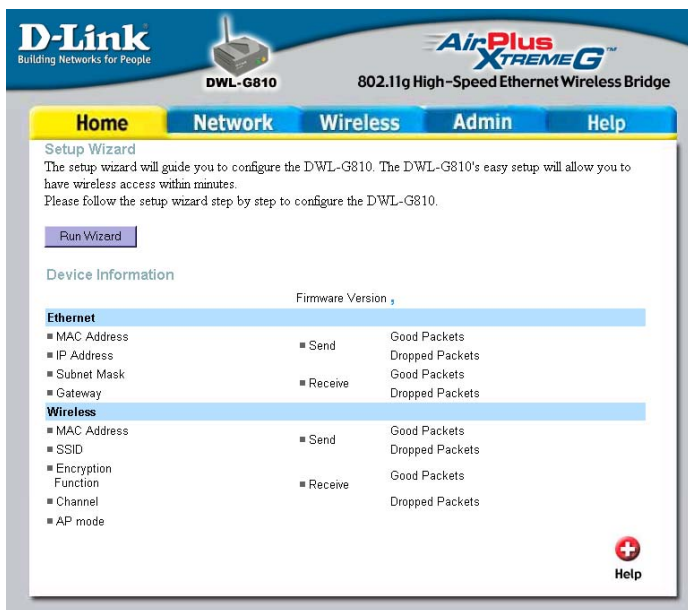 D-Link
Building Networks for People
DWL-G810
AirPlus
XTREME G™
802.11g High-Speed Ethernet Wireless Bridge
Home Network Wireless Admin Help
Setup Wizard
The setup wizard will guide you to configure the DWL-G810. The DWL-G810's easy setup will allow you to
have wireless access within minutes.
Please follow the setup wizard step by step to configure the DWL-G810.
Run Wizard
Device Information
Firmware Version ,
Ethernet
MAC Address
Send
Good Packets
IP Address
Dropped Packets
Subnet Mask
Receive
Good Packets
Gateway
Dropped Packets
Wireless
MAC Address
Send
Good Packets
SSID
Dropped Packets
Encryption
Function
Receive
Good Packets
Channel
Dropped Packets
AP mode
Help